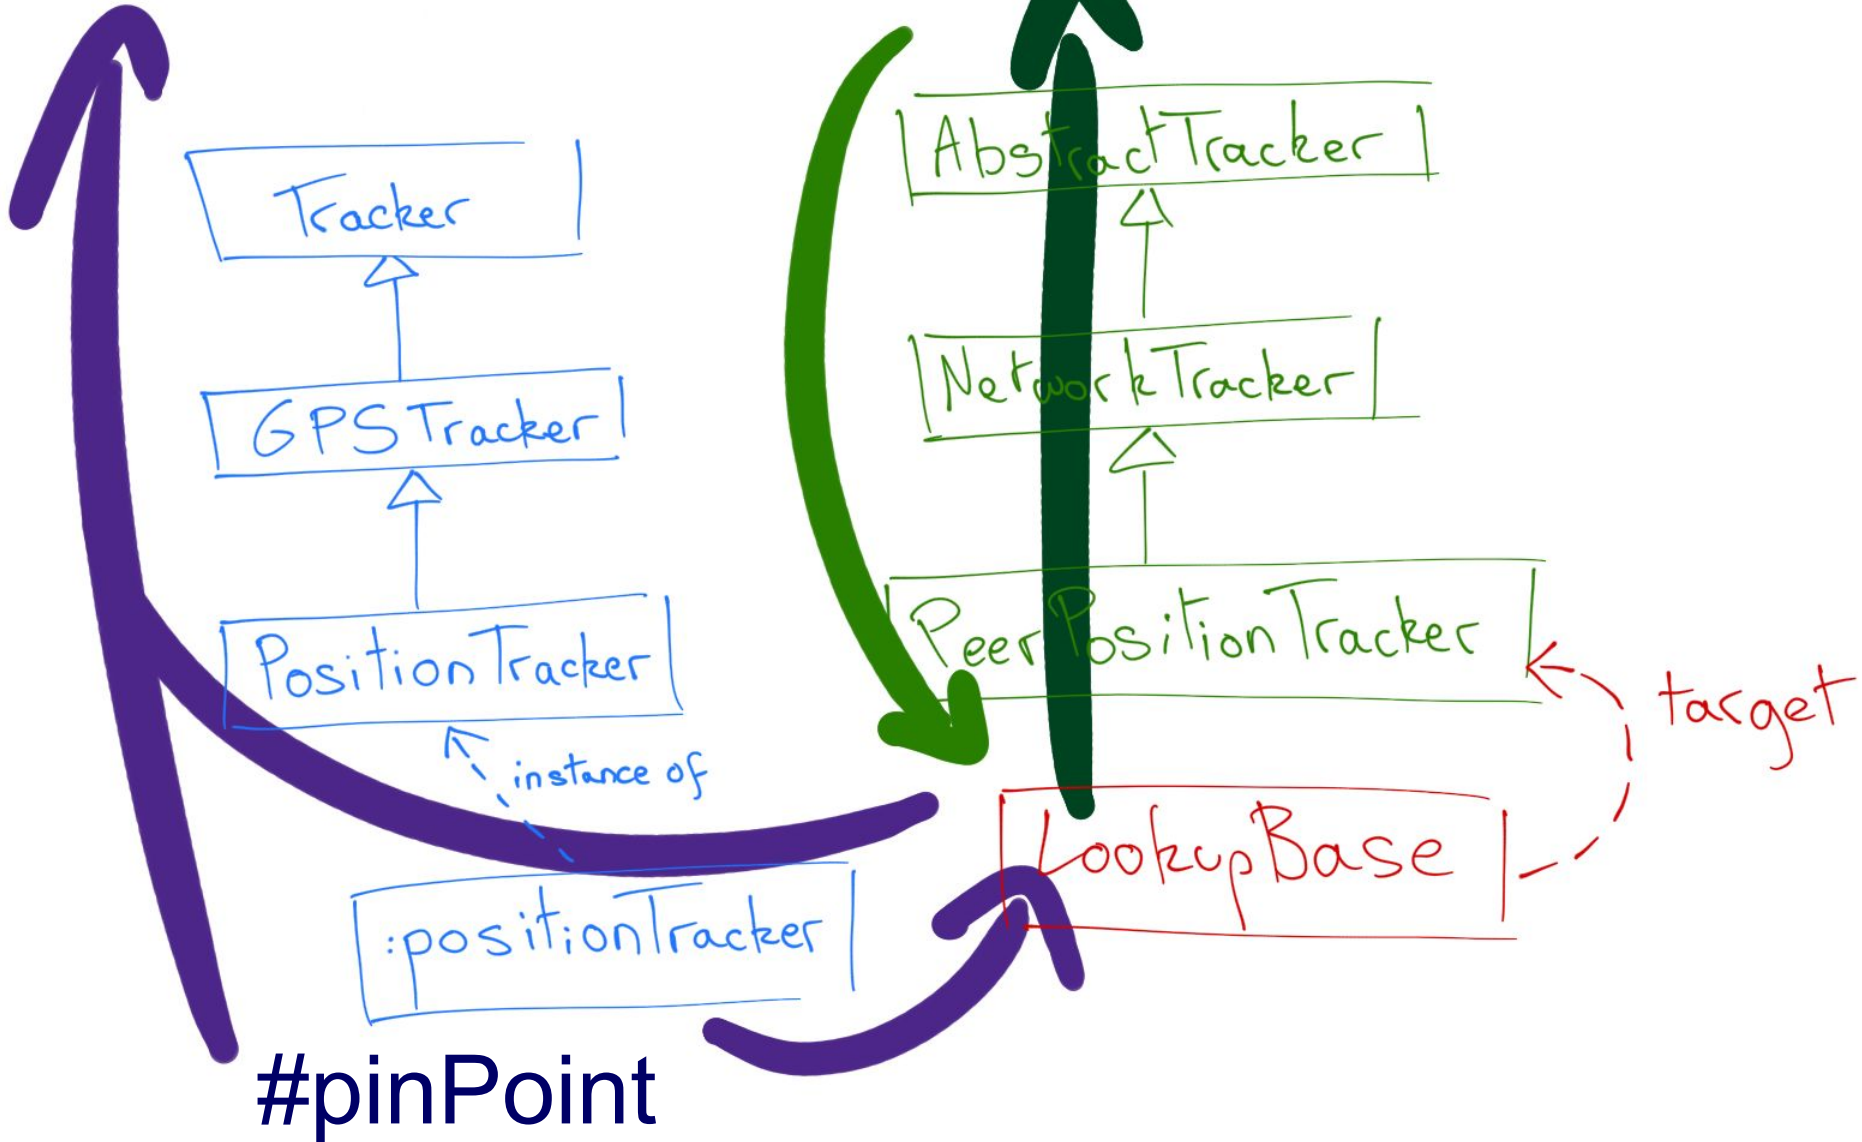 Tracker
GPSTracker
PositionTracker
instance of
:positionTracker
#pinPoint
AbstractTracker
NetworkTracker
PeerPositionTracker
target
LookupBase